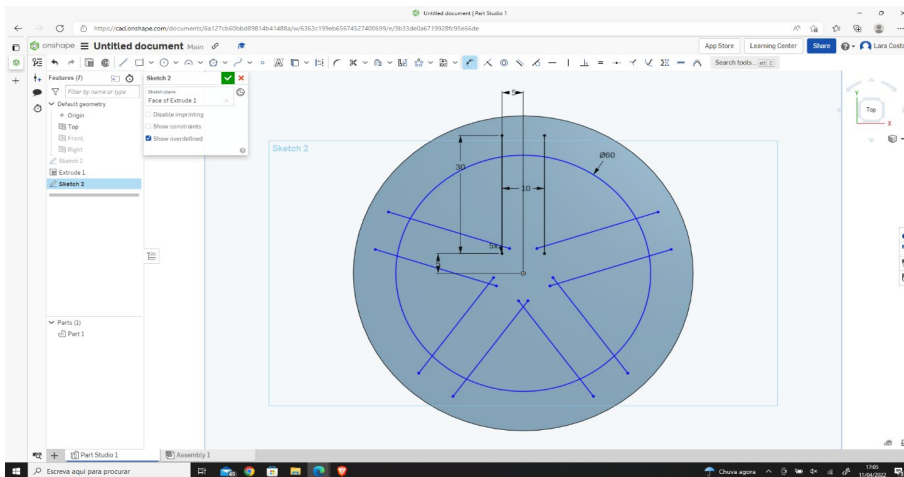 Untitled document | Part Studio 1
https://cad.onshape.com/documents/6a127cb60bbd89814b41488a/w/6363c199eb65674527400699/e/3b33de0a6719928fc95e66de
onshape Untitled document Main
App Store Learning Center Share Lara Costa
Search tools...
Features (7)
Filter by name or type
Default geometry
Origin
Top
Front
Right
Sketch 1
Extrude 1
Sketch 2
Sketch 2
Sketch plane
Face of Extrude 1
Disable imprinting
Show constraints
Show overdefined
Sketch 2
5
30
Ø60
10
5x
5
Y
Top
X
Parts (1)
Part 1
Part Studio 1 Assembly 1
Escreva aqui para procurar
Chuva agora
17:05
11/04/2022